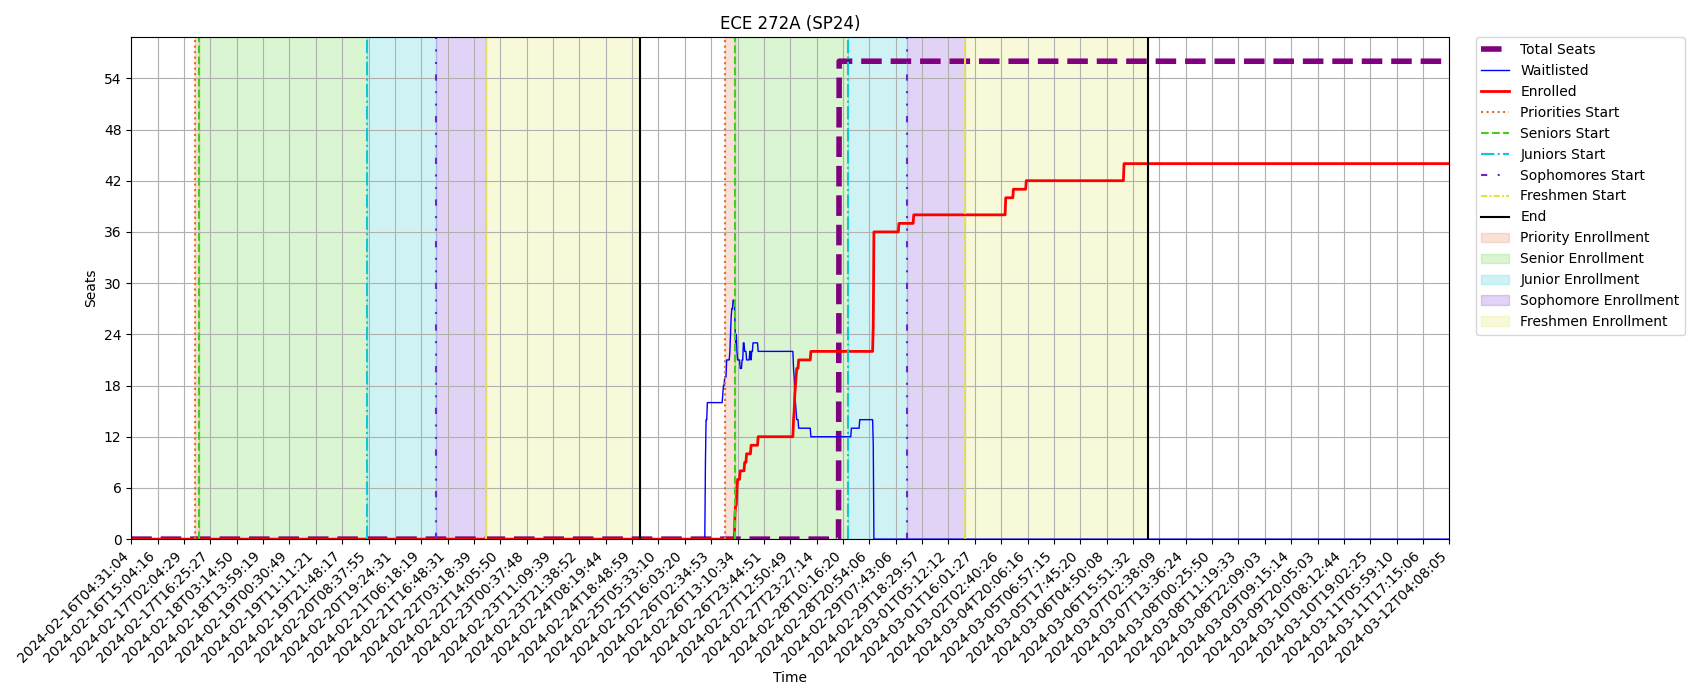 ECE 272A (SP24)
Total Seats
Waitlisted
Enrolled
Priorities Start
Seniors Start
Juniors Start
Sophomores Start
Freshmen Start
End
Priority Enrollment
Senior Enrollment
Junior Enrollment
Sophomore Enrollment
Freshmen Enrollment
Seats
54
48
42
36
30
24
18
12
6
0
2024-02-16T04:31:04
2024-02-16T15:04:16
2024-02-17T02:04:29
2024-02-17T16:25:27
2024-02-18T03:14:50
2024-02-18T13:59:19
2024-02-19T00:30:49
2024-02-19T11:11:21
2024-02-19T21:48:17
2024-02-20T08:37:55
2024-02-20T19:24:31
2024-02-21T06:18:19
2024-02-21T16:48:31
2024-02-22T03:18:39
2024-02-22T14:05:50
2024-02-23T00:37:48
2024-02-23T11:09:39
2024-02-23T21:38:52
2024-02-24T08:19:44
2024-02-24T18:48:59
2024-02-25T05:33:10
2024-02-25T16:03:20
2024-02-26T02:34:53
2024-02-26T13:10:34
2024-02-26T23:44:51
2024-02-27T12:50:49
2024-02-27T23:27:14
2024-02-28T10:16:20
2024-02-28T20:54:06
2024-02-29T07:43:06
2024-02-29T18:29:57
2024-03-01T05:12:12
2024-03-01T16:01:27
2024-03-02T02:40:26
2024-03-04T20:06:16
2024-03-05T06:57:15
2024-03-05T17:45:20
2024-03-06T04:50:08
2024-03-06T15:51:32
2024-03-07T02:38:09
2024-03-07T13:36:24
2024-03-08T00:25:50
2024-03-08T11:19:33
2024-03-08T22:09:03
2024-03-09T09:15:14
2024-03-09T20:05:03
2024-03-10T08:12:44
2024-03-10T19:02:25
2024-03-11T05:59:10
2024-03-11T17:15:06
2024-03-12T04:08:05
Time